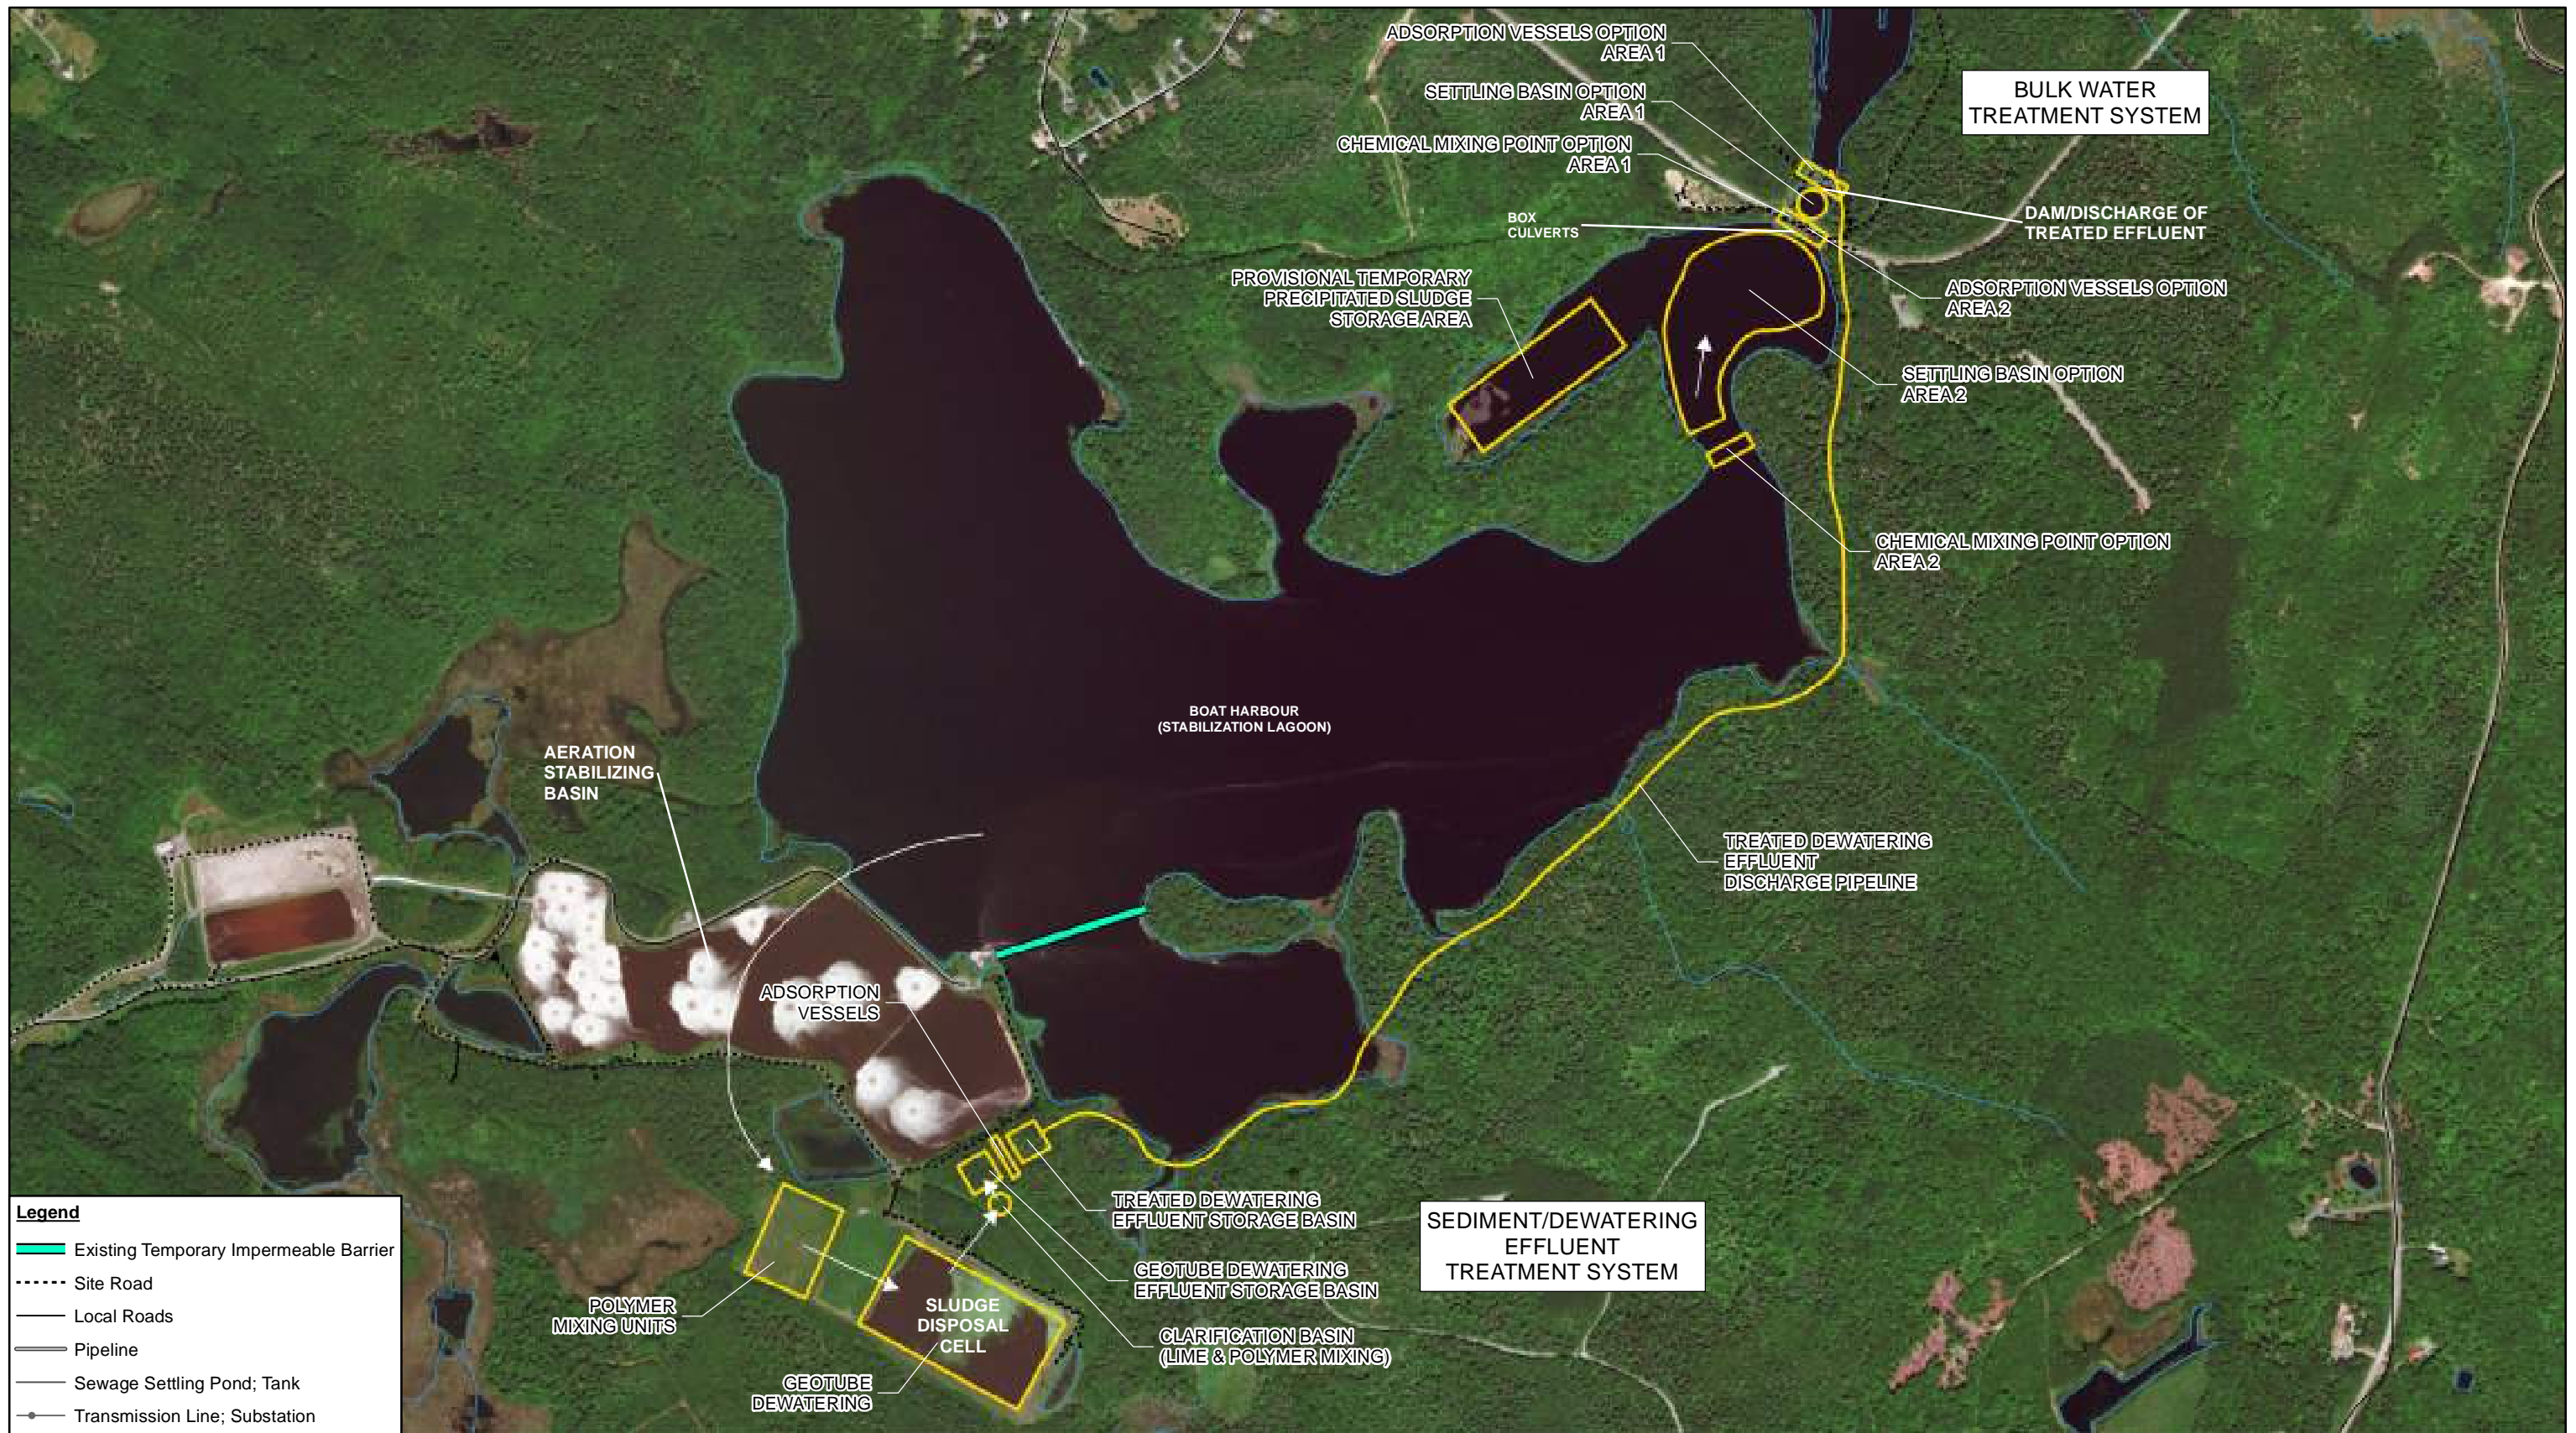 ADSORPTION VESSELS OPTION
AREA 1
SETTLING BASIN OPTION
AREA 1
CHEMICAL MIXING POINT OPTION
AREA 1
BULK WATER
TREATMENT SYSTEM
BOX
CULVERTS
DAM/DISCHARGE OF
TREATED EFFLUENT
PROVISIONAL TEMPORARY
PRECIPITATED SLUDGE
STORAGE AREA
ADSORPTION VESSELS OPTION
AREA 2
SETTLING BASIN OPTION
AREA 2
CHEMICAL MIXING POINT OPTION
AREA 2
BOAT HARBOUR
(STABILIZATION LAGOON)
AERATION
STABILIZING
BASIN
TREATED DEWATERING
EFFLUENT
DISCHARGE PIPELINE
ADSORPTION
VESSELS
TREATED DEWATERING
EFFLUENT STORAGE BASIN
GEOTUBE DEWATERING
EFFLUENT STORAGE BASIN
CLARIFICATION BASIN
(LIME & POLYMER MIXING)
SEDIMENT/DEWATERING
EFFLUENT
TREATMENT SYSTEM
POLYMER
MIXING UNITS
SLUDGE
DISPOSAL
CELL
GEOTUBE
DEWATERING
Legend
Existing Temporary Impermeable Barrier
Site Road
Local Roads
Pipeline
Sewage Settling Pond; Tank
Transmission Line; Substation